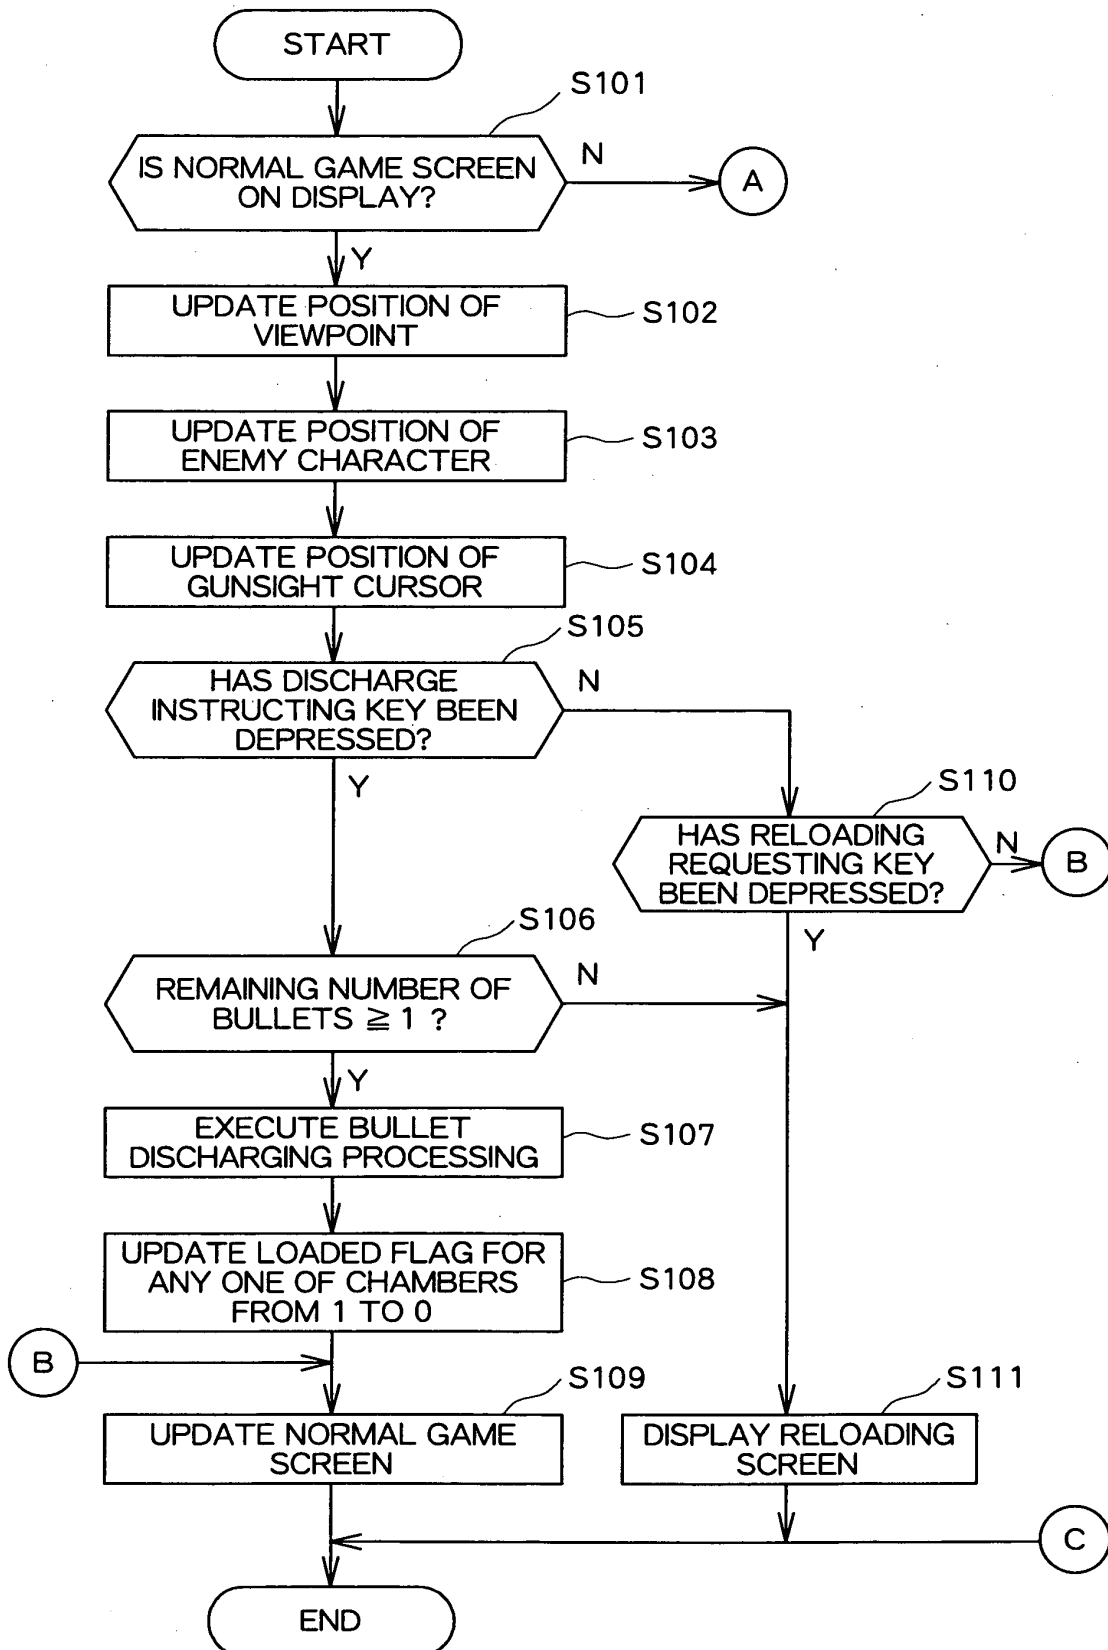 START
S101
IS NORMAL GAME SCREEN
ON DISPLAY?
N
A
Y
UPDATE POSITION OF
VIEWPOINT
S102
UPDATE POSITION OF
ENEMY CHARACTER
S103
UPDATE POSITION OF
GUNSIGHT CURSOR
S104
S105
HAS DISCHARGE
INSTRUCTING KEY BEEN
DEPRESSED?
N
Y
S110
HAS RELOADING
REQUESTING KEY
BEEN DEPRESSED?
N
B
Y
S106
REMAINING NUMBER OF
BULLETS ≧ 1 ?
N
Y
EXECUTE BULLET
DISCHARGING PROCESSING
S107
UPDATE LOADED FLAG FOR
ANY ONE OF CHAMBERS
FROM 1 TO 0
S108
B
S109
UPDATE NORMAL GAME
SCREEN
S111
DISPLAY RELOADING
SCREEN
C
END